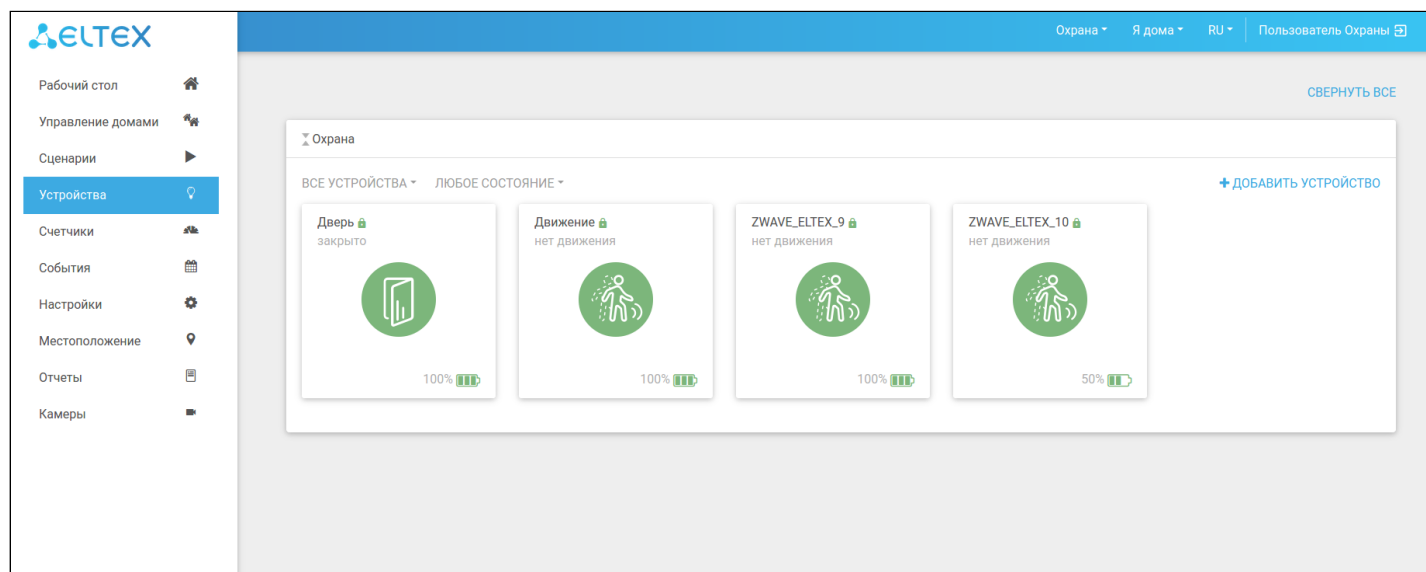 ELTEX
Охрана Я дома RU Пользователь Охраны
Рабочий стол
Управление домами
Сценарии
Устройства
Счетчики
События
Настройки
Местоположение
Отчеты
Камеры
СВЕРНУТЬ ВСЕ
Охрана
ВСЕ УСТРОЙСТВА ЛЮБОЕ СОСТОЯНИЕ + ДОБАВИТЬ УСТРОЙСТВО
Дверь
закрыто
100%
Движение
нет движения
100%
ZWAVE_ELTEX_9
нет движения
100%
ZWAVE_ELTEX_10
нет движения
50%